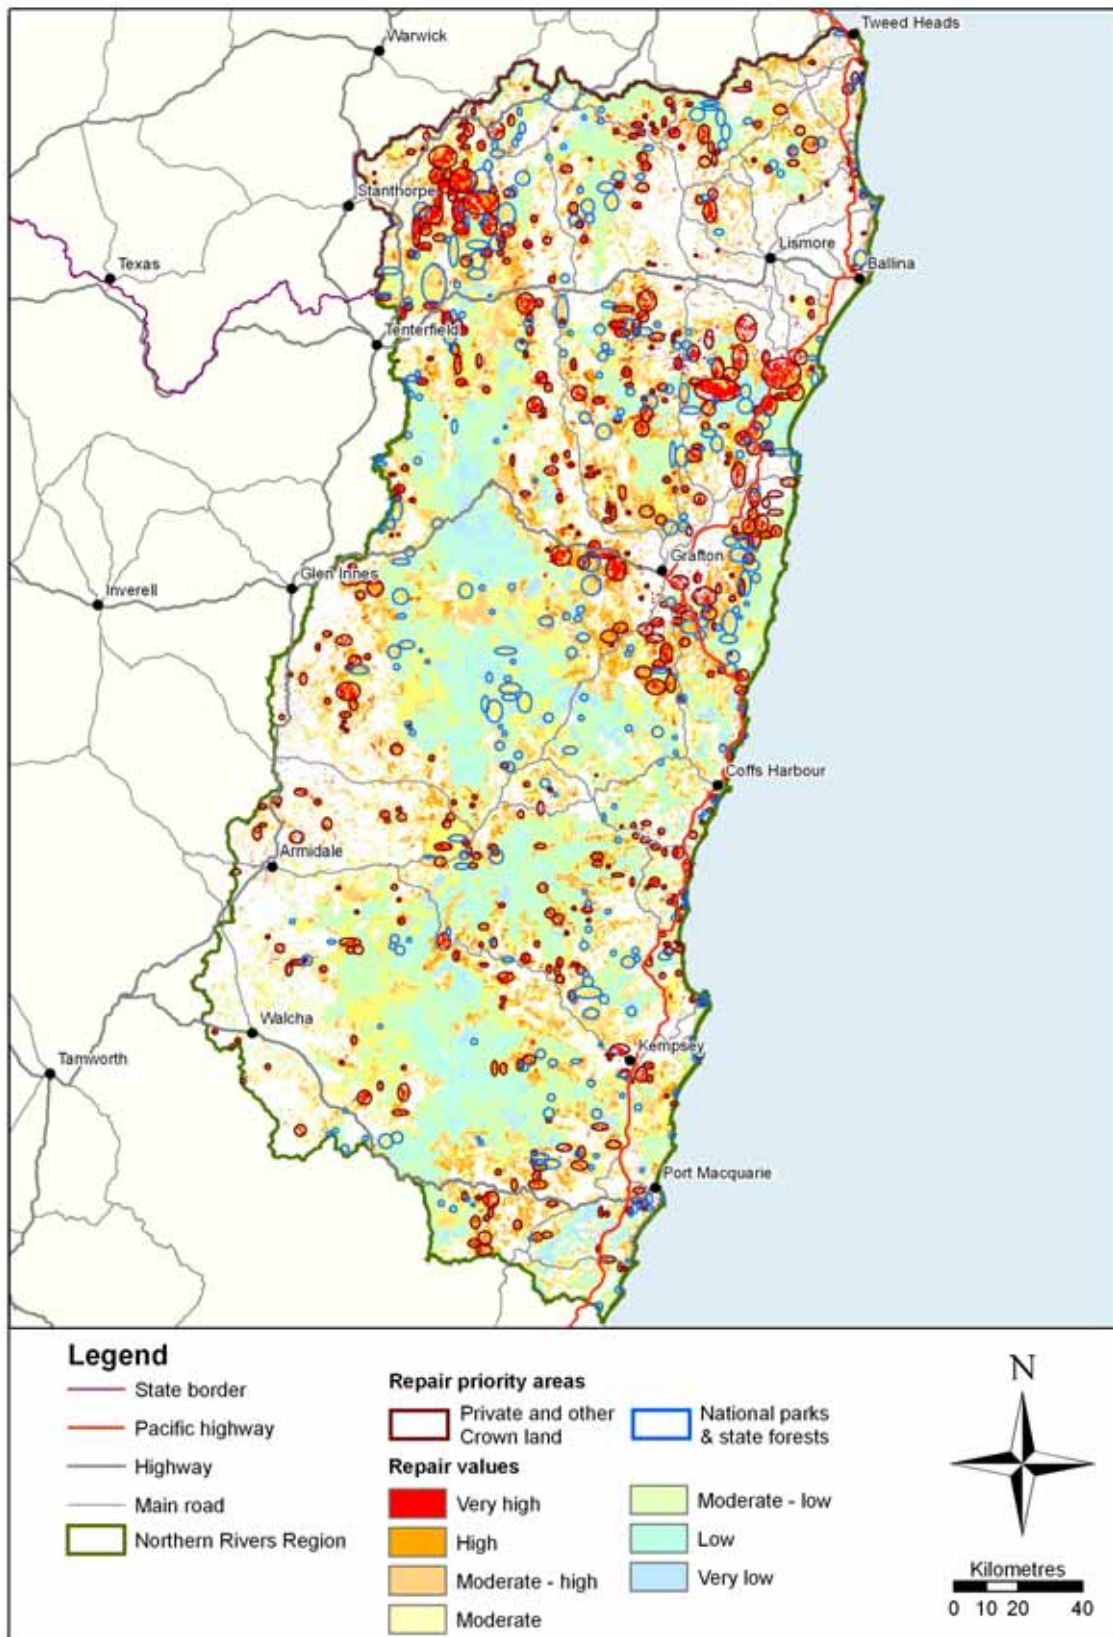 Tweed Heads
Warwick
Stanthorpe
Lismore
Texas
Ballina
Tenterfield
Grafton
Glen Innes
Inverell
Coffs Harbour
Armidale
Walcha
Kempsey
Tamworth
Port Macquarie
Legend
State border
Pacific highway
Highway
Main road
Northern Rivers Region
Repair priority areas
Private and other
Crown land
National parks
& state forests
Repair values
Very high
High
Moderate - high
Moderate
Moderate - low
Low
Very low
N
Kilometres
0 10 20 40